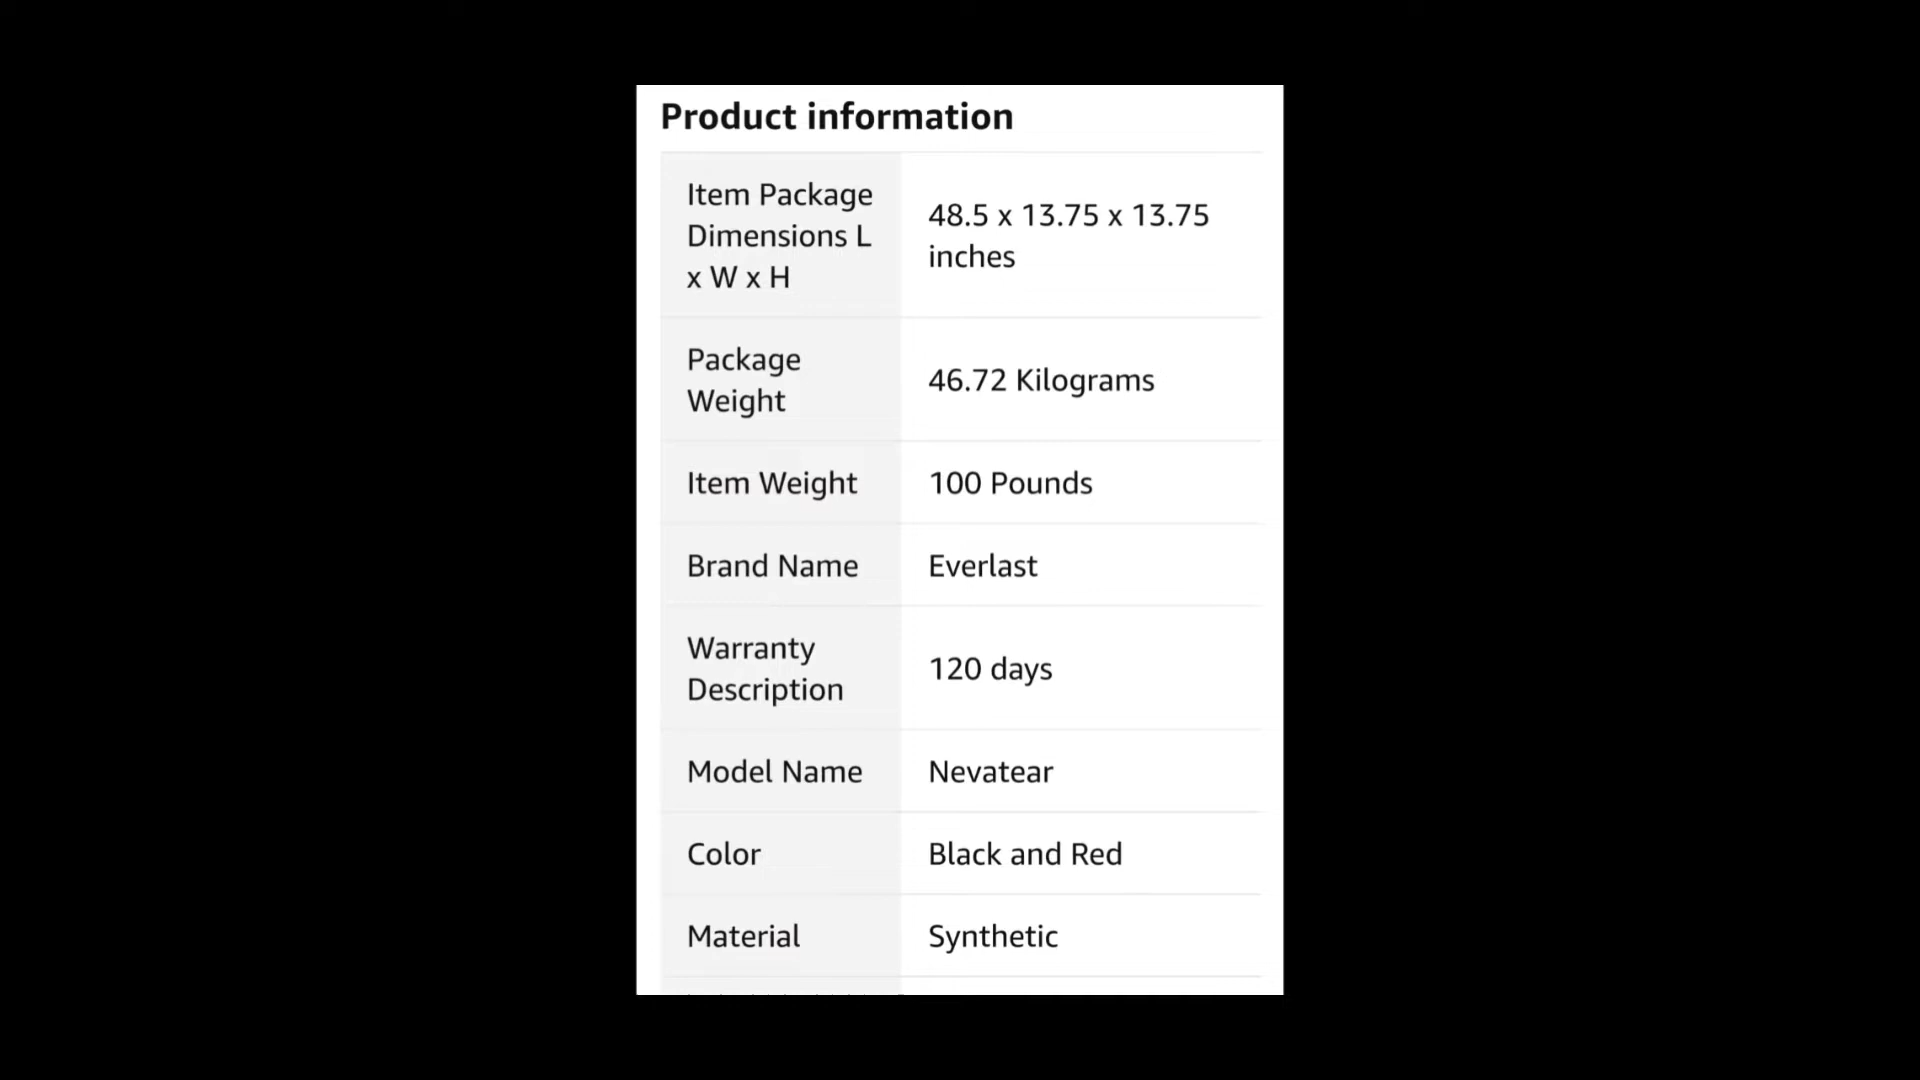 Product information
Item Package
Dimensions L
x W x H
48.5 x 13.75 x 13.75
inches
Package
Weight
46.72 Kilograms
Item Weight
100 Pounds
Brand Name
Everlast
Warranty
Description
120 days
Model Name
Nevatear
Color
Black and Red
Material
Synthetic